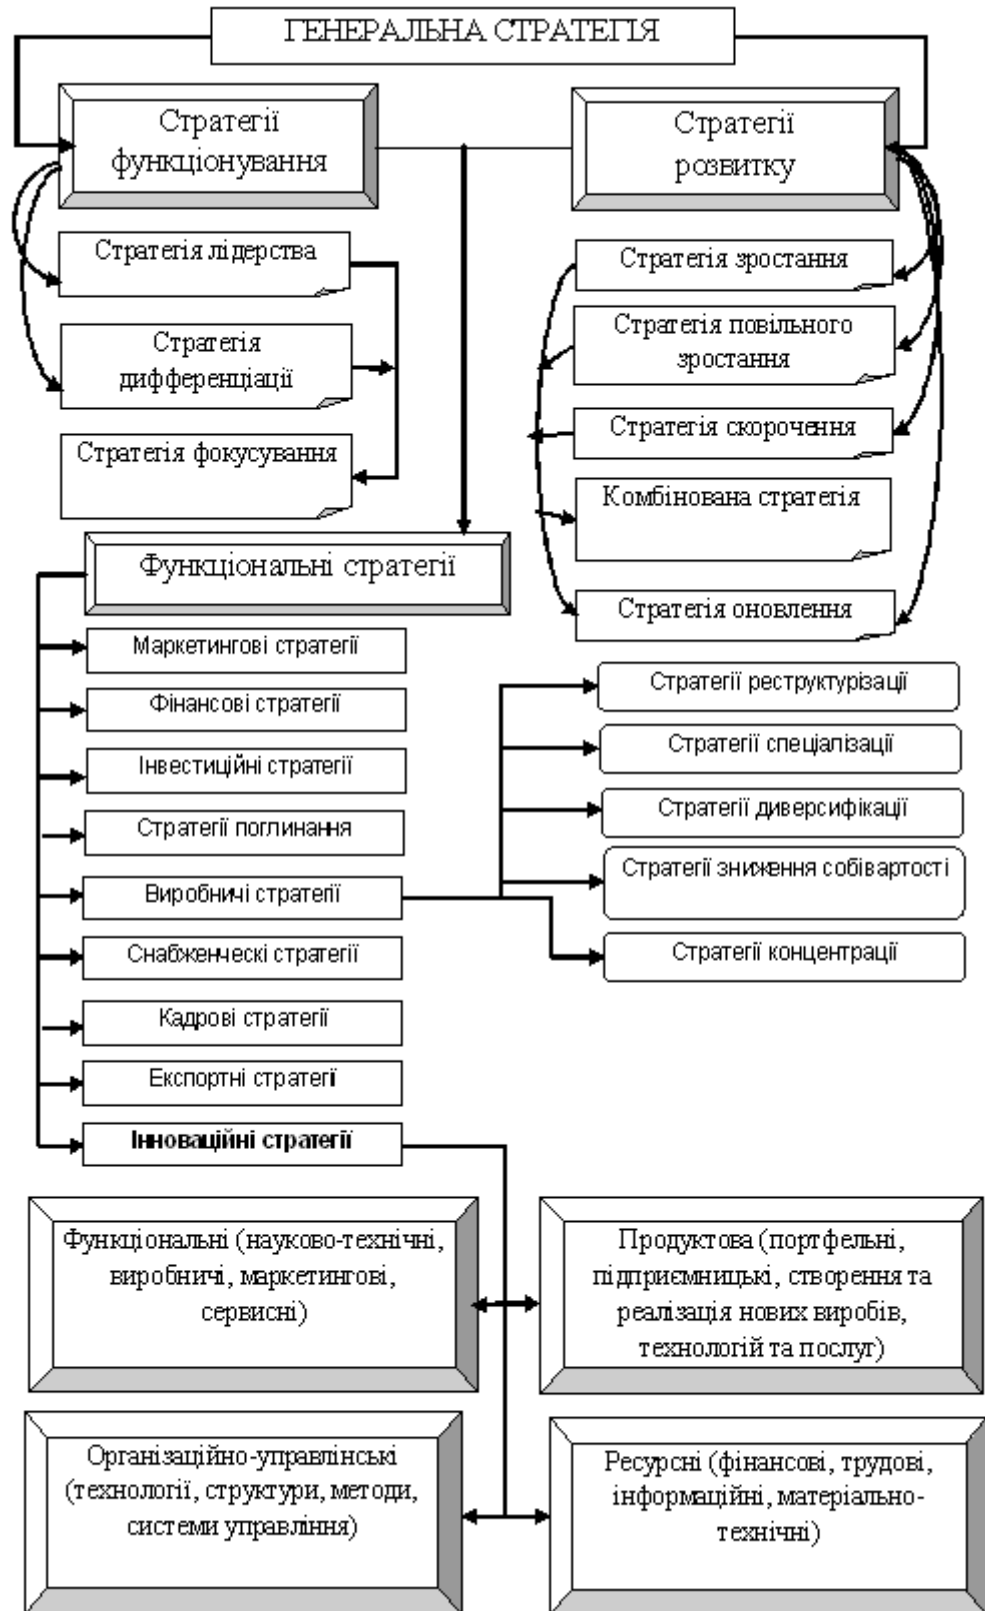 ГЕНЕРАЛЬНА СТРАТЕГІЯ
Стратегії
функціонування
Стратегії
розвитку
Стратегія лідерства
Стратегія
дифференціації
Стратегія фокусування
Стратегія зростання
Стратегія повільного
зростання
Стратегія скорочення
Комбінована стратегія
Стратегія оновлення
Функціональні стратегії
Маркетингові стратегії
Фінансові стратегії
Інвестиційні стратегії
Стратегії поглинання
Виробничі стратегії
Снабженческі стратегії
Кадрові стратегії
Експортні стратегії
Інноваційні стратегії
Стратегії реструктурізації
Стратегії спеціалізації
Стратегії диверсифікації
Стратегії зниження собівартості
Стратегії концентрації
Функціональні (науково-технічні,
виробничі, маркетингові,
сервисні)
Продуктова (портфельні,
підприємницькі, створення та
реалізація нових виробів,
технологій та послуг)
Організаційно-управлінські
(технології, структури, методи,
системи управління)
Ресурсні (фінансові, трудові,
інформаційні, матеріально-
технічні)